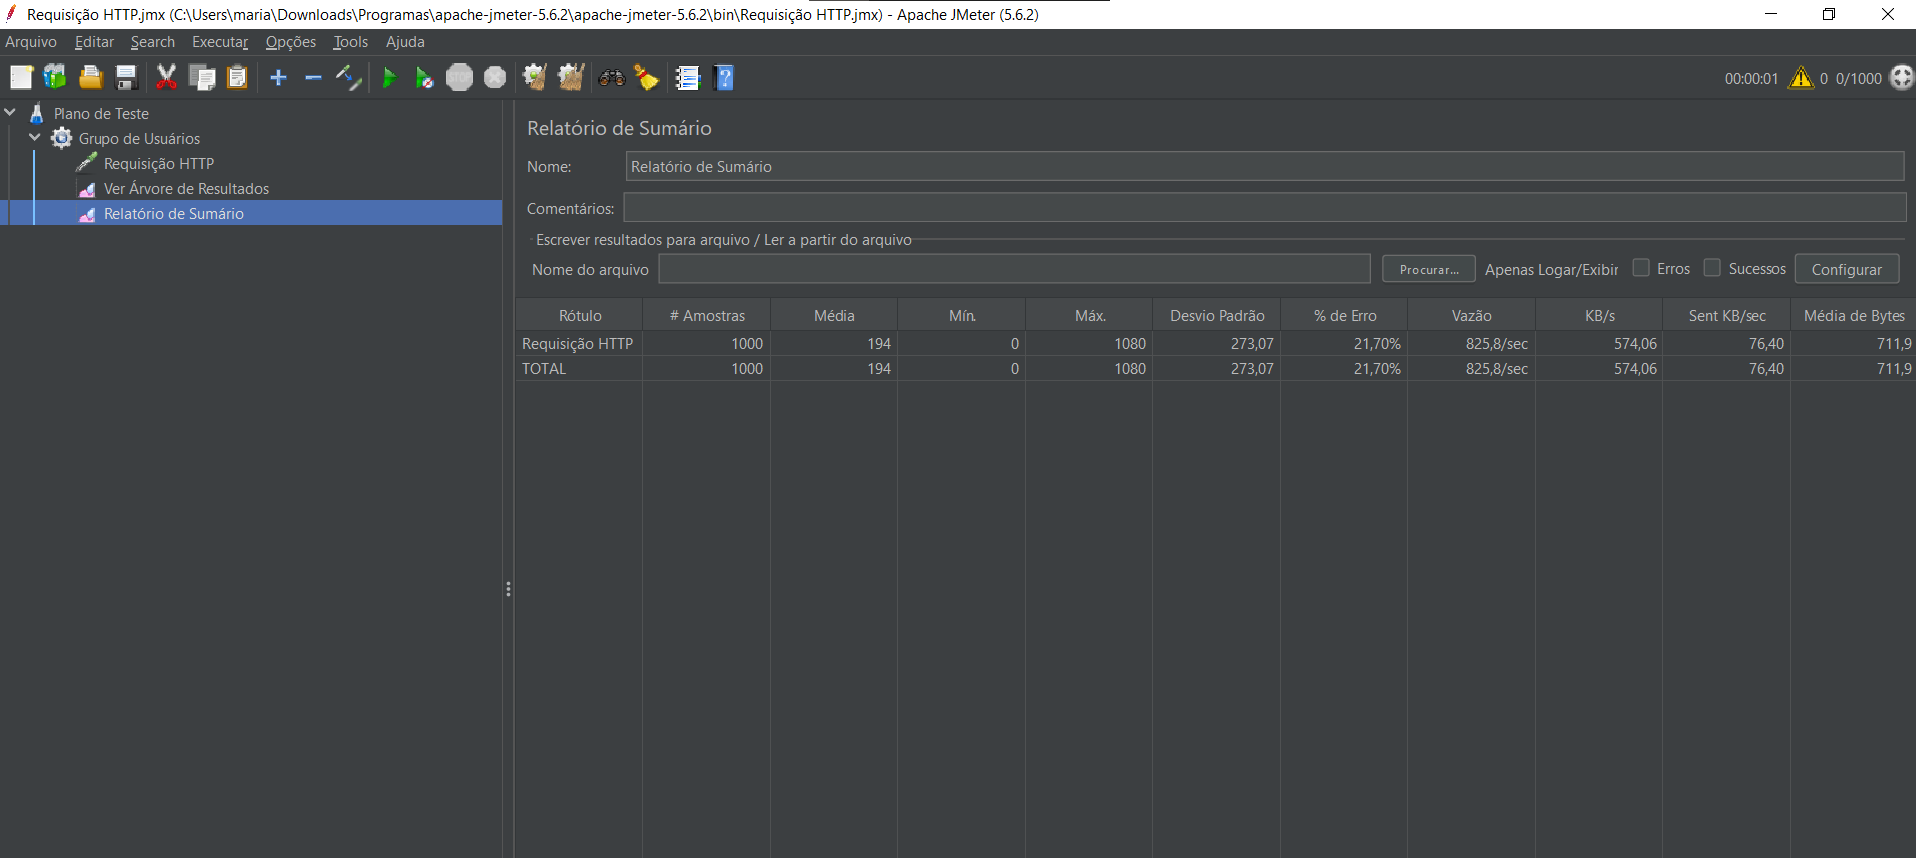 Requisição HTTP.jmx (C:\Users\maria\Downloads\Programas\apache-jmeter-5.6.2\apache-jmeter-5.6.2\bin\Requisição HTTP.jmx) - Apache JMeter (5.6.2)
Arquivo Editar Search Executar Opções Tools Ajuda
STOP 00:00:01 0 0/1000
Plano de Teste
Grupo de Usuários
Requisição HTTP
Ver Árvore de Resultados
Relatório de Sumário
Relatório de Sumário
Nome: Relatório de Sumário
Comentários:
Escrever resultados para arquivo / Ler a partir do arquivo
Nome do arquivo Procurar... Apenas Logar/Exibir Erros Sucessos Configurar
Rótulo # Amostras Média Mín. Máx. Desvio Padrão % de Erro Vazão KB/s Sent KB/sec Média de Bytes
Requisição HTTP 1000 194 0 1080 273,07 21,70% 825,8/sec 574,06 76,40 711,9
TOTAL 1000 194 0 1080 273,07 21,70% 825,8/sec 574,06 76,40 711,9